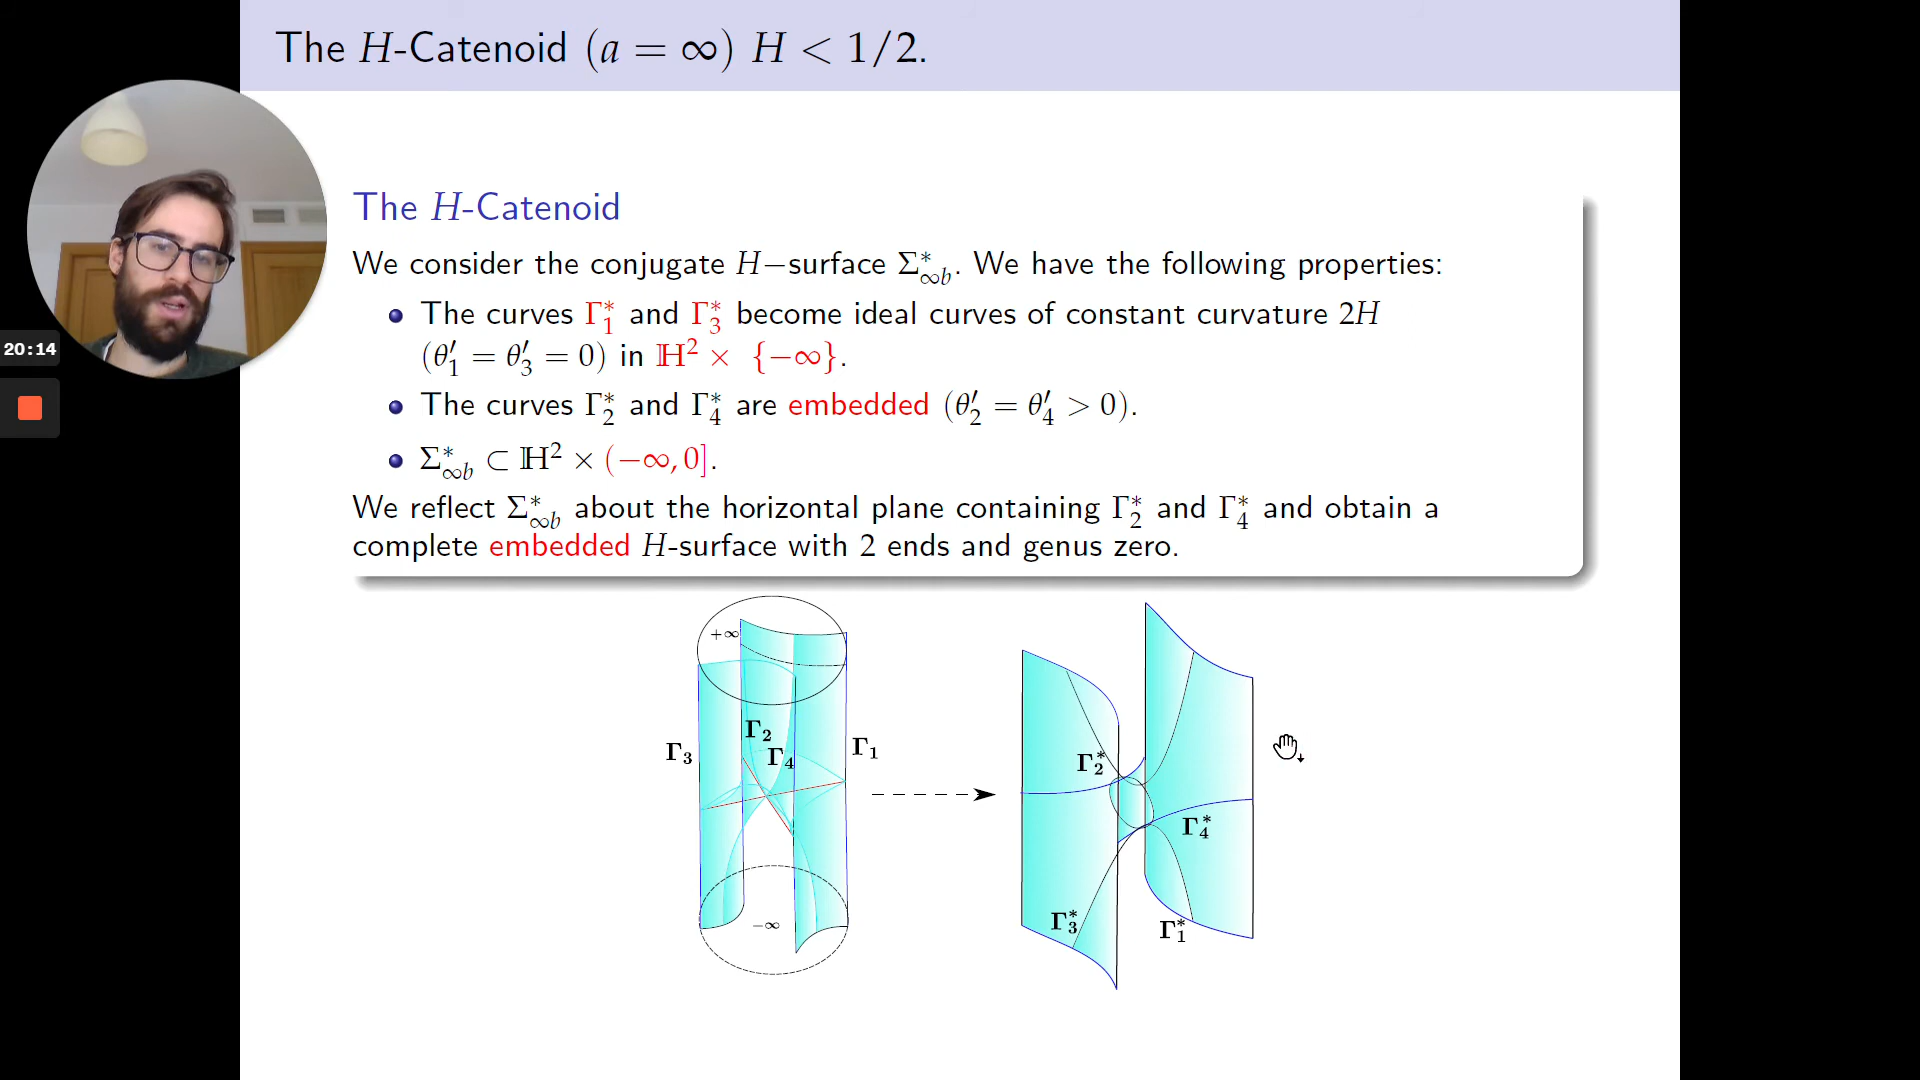 The H-Catenoid (a = ∞) H < 1/2.
20:14
The H-Catenoid
We consider the conjugate H−surface Σ*∞b. We have the following properties:
The curves Γ*1 and Γ*3 become ideal curves of constant curvature 2H
(θ′1 = θ′3 = 0) in ℍ² × {−∞}.
The curves Γ*2 and Γ*4 are embedded (θ′2 = θ′4 > 0).
Σ*∞b ⊂ ℍ² × (−∞, 0].
We reflect Σ*∞b about the horizontal plane containing Γ*2 and Γ*4 and obtain a
complete embedded H-surface with 2 ends and genus zero.
+∞
Γ3
Γ2
Γ4
Γ1
−∞
Γ*2
Γ*4
Γ*3
Γ*1